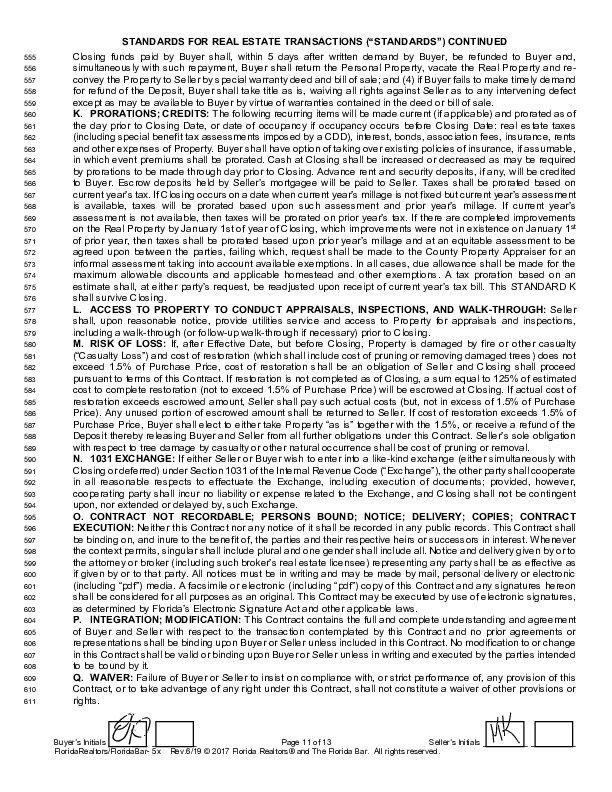 STANDARDS FOR REAL ESTATE TRANSACTIONS (“STANDARDS”) CONTINUED
555 Closing funds paid by Buyer shall, within 5 days after written demand by Buyer, be refunded to Buyer and,
556 simultaneously with such repayment, Buyer shall return the Personal Property, vacate the Real Property and re-
557 convey the Property to Seller by special warranty deed and bill of sale; and (4) if Buyer fails to make timely demand
558 for refund of the Deposit, Buyer shall take title as is, waiving all rights against Seller as to any intervening defect
559 except as may be available to Buyer by virtue of warranties contained in the deed or bill of sale.
560 K. PRORATIONS; CREDITS: The following recurring items will be made current (if applicable) and prorated as of
561 the day prior to Closing Date, or date of occupancy if occupancy occurs before Closing Date: real estate taxes
562 (including special benefit tax assessments imposed by a CDD), interest, bonds, association fees, insurance, rents
563 and other expenses of Property. Buyer shall have option of taking over existing policies of insurance, if assumable,
564 in which event premiums shall be prorated. Cash at Closing shall be increased or decreased as may be required
565 by prorations to be made through day prior to Closing. Advance rent and security deposits, if any, will be credited
566 to Buyer. Escrow deposits held by Seller's mortgagee will be paid to Seller. Taxes shall be prorated based on
567 current year's tax. If Closing occurs on a date when current year's millage is not fixed but current year's assessment
568 is available, taxes will be prorated based upon such assessment and prior year's millage. If current year's
569 assessment is not available, then taxes will be prorated on prior year's tax. If there are completed improvements
570 on the Real Property by January 1st of year of Closing, which improvements were not in existence on January 1st
571 of prior year, then taxes shall be prorated based upon prior year's millage and at an equitable assessment to be
572 agreed upon between the parties, failing which, request shall be made to the County Property Appraiser for an
573 informal assessment taking into account available exemptions. In all cases, due allowance shall be made for the
574 maximum allowable discounts and applicable homestead and other exemptions. A tax proration based on an
575 estimate shall, at either party's request, be readjusted upon receipt of current year's tax bill. This STANDARD K
576 shall survive Closing.
577 L. ACCESS TO PROPERTY TO CONDUCT APPRAISALS, INSPECTIONS, AND WALK-THROUGH: Seller
578 shall, upon reasonable notice, provide utilities service and access to Property for appraisals and inspections,
579 including a walk-through (or follow-up walk-through if necessary) prior to Closing.
580 M. RISK OF LOSS: If, after Effective Date, but before Closing, Property is damaged by fire or other casualty
581 (“Casualty Loss”) and cost of restoration (which shall include cost of pruning or removing damaged trees) does not
582 exceed 1.5% of Purchase Price, cost of restoration shall be an obligation of Seller and Closing shall proceed
583 pursuant to terms of this Contract. If restoration is not completed as of Closing, a sum equal to 125% of estimated
584 cost to complete restoration (not to exceed 1.5% of Purchase Price) will be escrowed at Closing. If actual cost of
585 restoration exceeds escrowed amount, Seller shall pay such actual costs (but, not in excess of 1.5% of Purchase
586 Price). Any unused portion of escrowed amount shall be returned to Seller. If cost of restoration exceeds 1.5% of
587 Purchase Price, Buyer shall elect to either take Property “as is” together with the 1.5%, or receive a refund of the
588 Deposit thereby releasing Buyer and Seller from all further obligations under this Contract. Seller's sole obligation
589 with respect to tree damage by casualty or other natural occurrence shall be cost of pruning or removal.
590 N. 1031 EXCHANGE: If either Seller or Buyer wish to enter into a like-kind exchange (either simultaneously with
591 Closing or deferred) under Section 1031 of the Internal Revenue Code (“Exchange”), the other party shall cooperate
592 in all reasonable respects to effectuate the Exchange, including execution of documents; provided, however,
593 cooperating party shall incur no liability or expense related to the Exchange, and Closing shall not be contingent
594 upon, nor extended or delayed by, such Exchange.
595 O. CONTRACT NOT RECORDABLE; PERSONS BOUND; NOTICE; DELIVERY; COPIES; CONTRACT
596 EXECUTION: Neither this Contract nor any notice of it shall be recorded in any public records. This Contract shall
597 be binding on, and inure to the benefit of, the parties and their respective heirs or successors in interest. Whenever
598 the context permits, singular shall include plural and one gender shall include all. Notice and delivery given by or to
599 the attorney or broker (including such broker's real estate licensee) representing any party shall be as effective as
600 if given by or to that party. All notices must be in writing and may be made by mail, personal delivery or electronic
601 (including “pdf”) media. A facsimile or electronic (including “pdf”) copy of this Contract and any signatures hereon
602 shall be considered for all purposes as an original. This Contract may be executed by use of electronic signatures,
603 as determined by Florida's Electronic Signature Act and other applicable laws.
604 P. INTEGRATION; MODIFICATION: This Contract contains the full and complete understanding and agreement
605 of Buyer and Seller with respect to the transaction contemplated by this Contract and no prior agreements or
606 representations shall be binding upon Buyer or Seller unless included in this Contract. No modification to or change
607 in this Contract shall be valid or binding upon Buyer or Seller unless in writing and executed by the parties intended
608 to be bound by it.
609 Q. WAIVER: Failure of Buyer or Seller to insist on compliance with, or strict performance of, any provision of this
610 Contract, or to take advantage of any right under this Contract, shall not constitute a waiver of other provisions or
611 rights.
Buyer's Initials Page 11 of 13 Seller's Initials MK
FloridaRealtors/FloridaBar-5x Rev.6/19 © 2017 Florida Realtors® and The Florida Bar. All rights reserved.